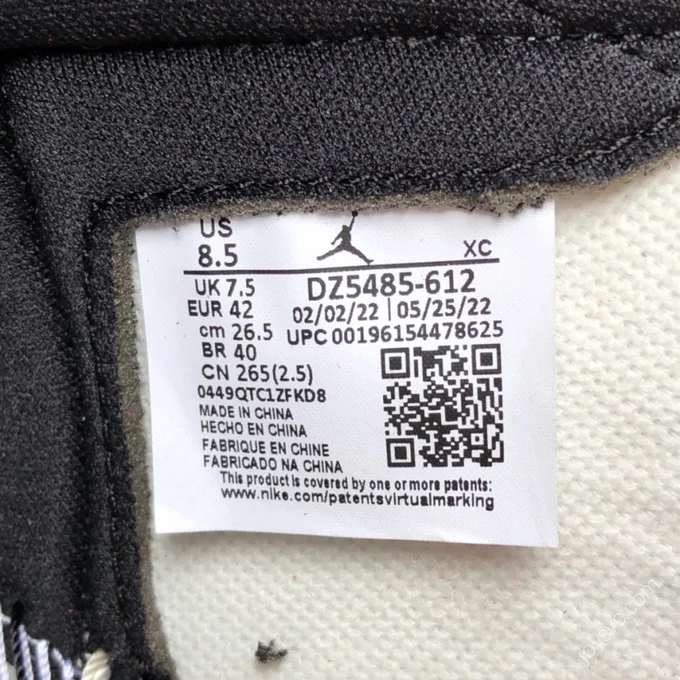 US
8.5
XC
UK 7.5
DZ5485-612
EUR 42
02/02/22 | 05/25/22
cm 26.5
UPC 00196154478625
BR 40
CN 265(2.5)
0449QTC1ZFKD8
MADE IN CHINA
HECHO EN CHINA
FABRIQUE EN CHINE
FABRICADO NA CHINA
This product is covered by one or more patents:
www.nike.com/patentsvirtualmarking